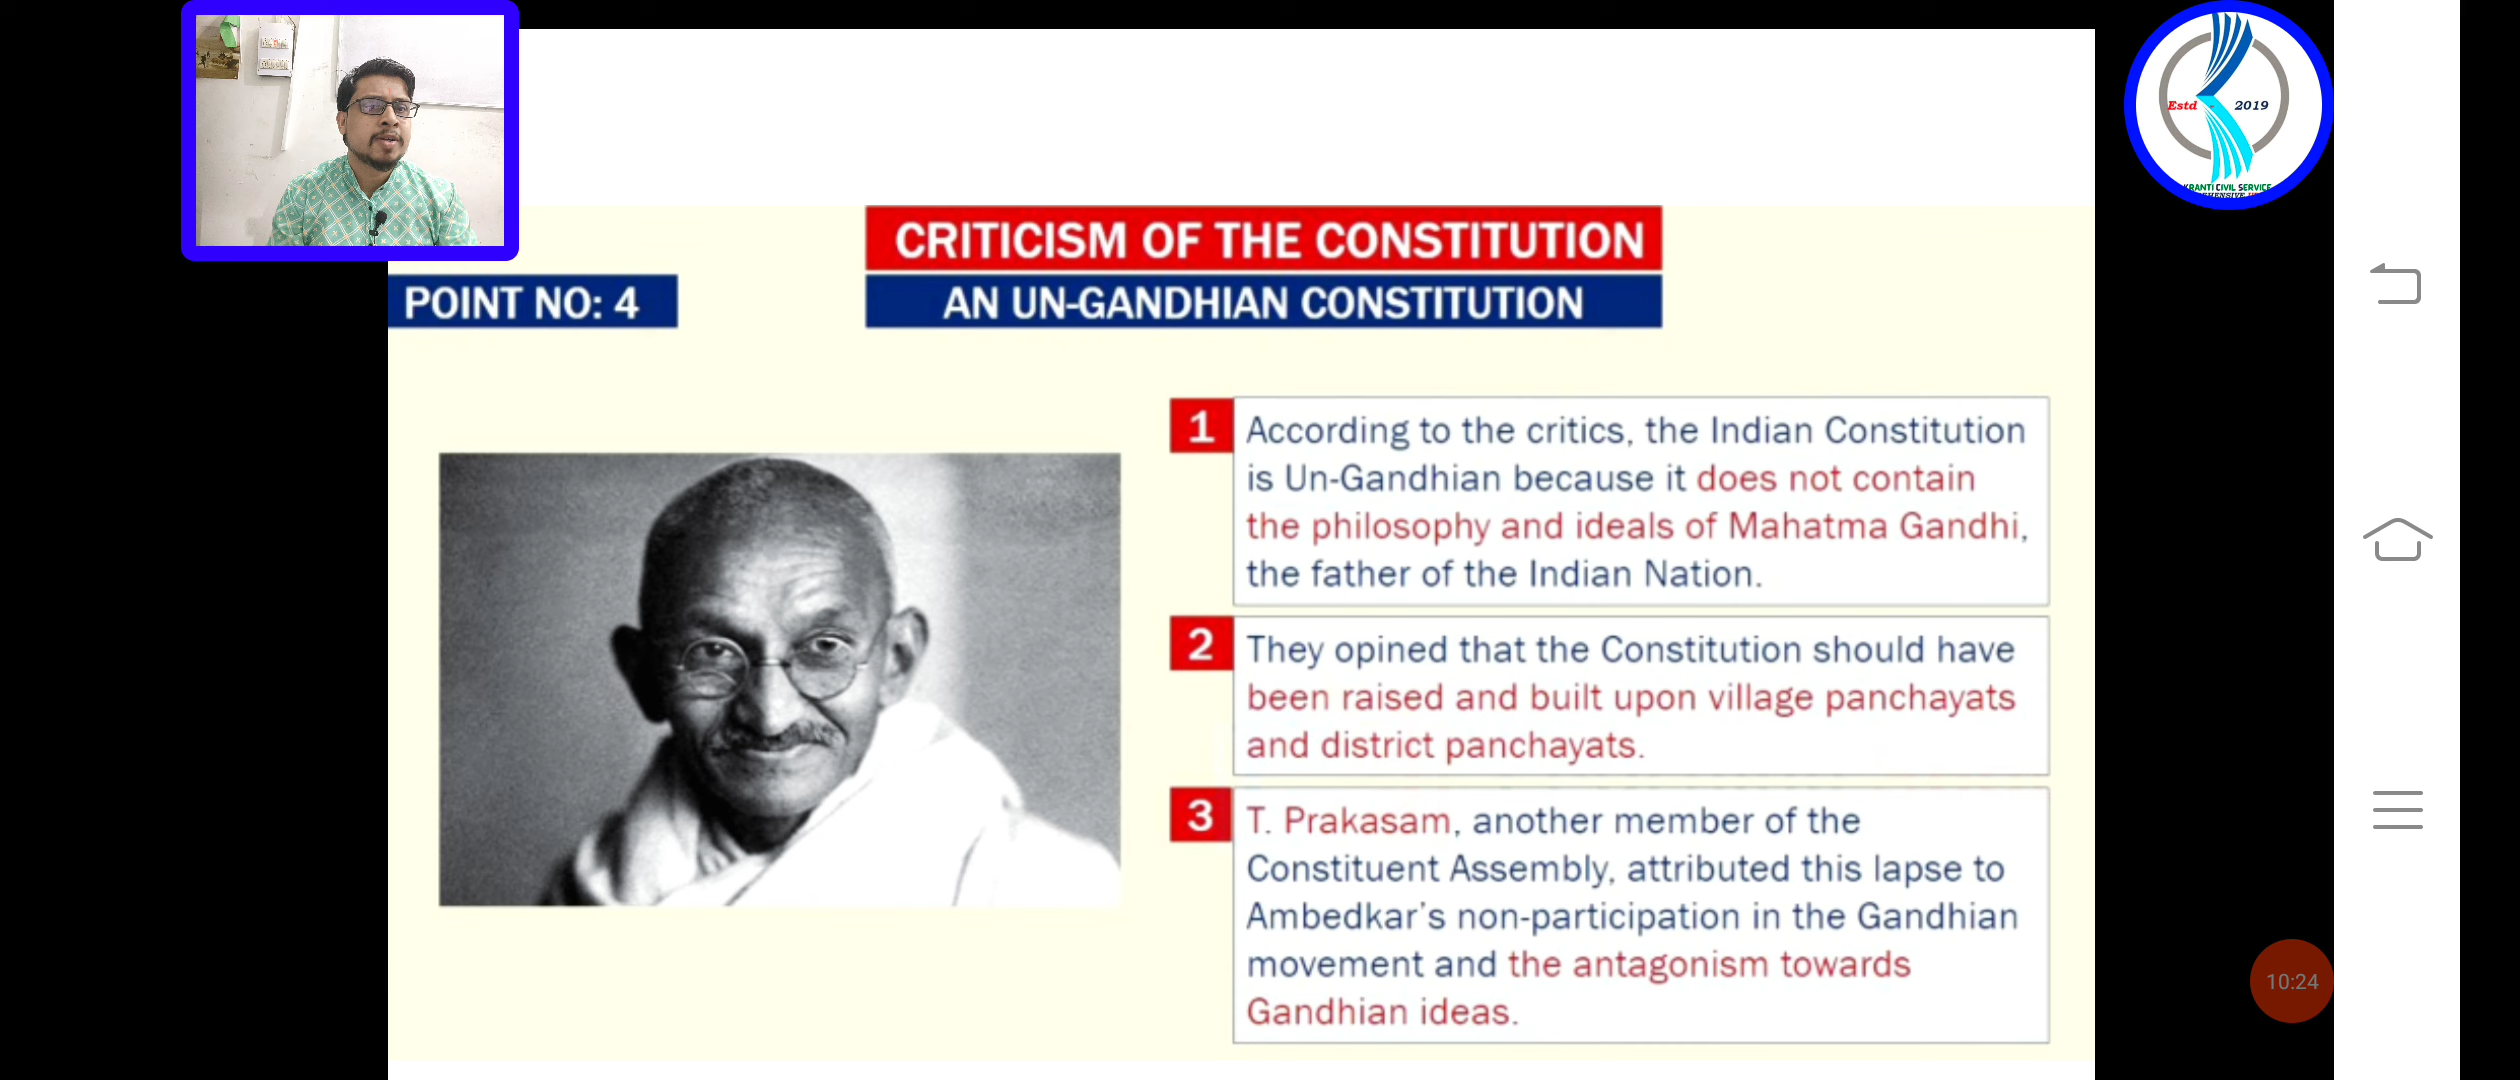 Estd - 2019
KRANTI CIVIL SERVICE
CRITICISM OF THE CONSTITUTION
POINT NO: 4
AN UN-GANDHIAN CONSTITUTION
1
According to the critics, the Indian Constitution
is Un-Gandhian because it does not contain
the philosophy and ideals of Mahatma Gandhi,
the father of the Indian Nation.
2
They opined that the Constitution should have
been raised and built upon village panchayats
and district panchayats.
3
T. Prakasam, another member of the
Constituent Assembly, attributed this lapse to
Ambedkar's non-participation in the Gandhian
movement and the antagonism towards
Gandhian ideas.
10:24